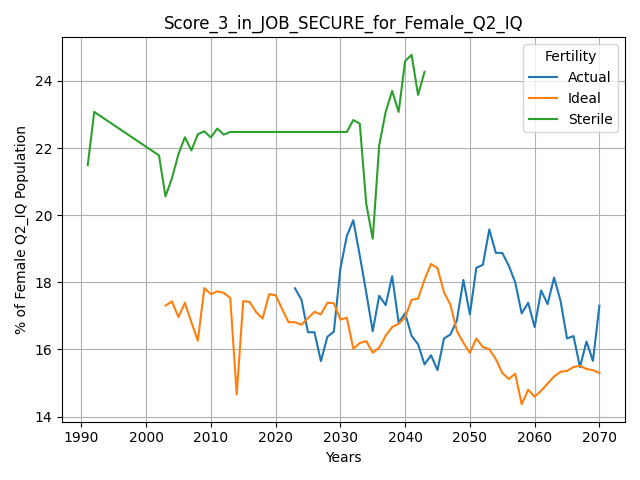 Score_3_in_JOB_SECURE_for_Female_Q2_IQ
Fertility
Actual
Ideal
Sterile
% of Female Q2_IQ Population
24
22
20
18
16
14
1990
2000
2010
2020
2030
2040
2050
2060
2070
Years